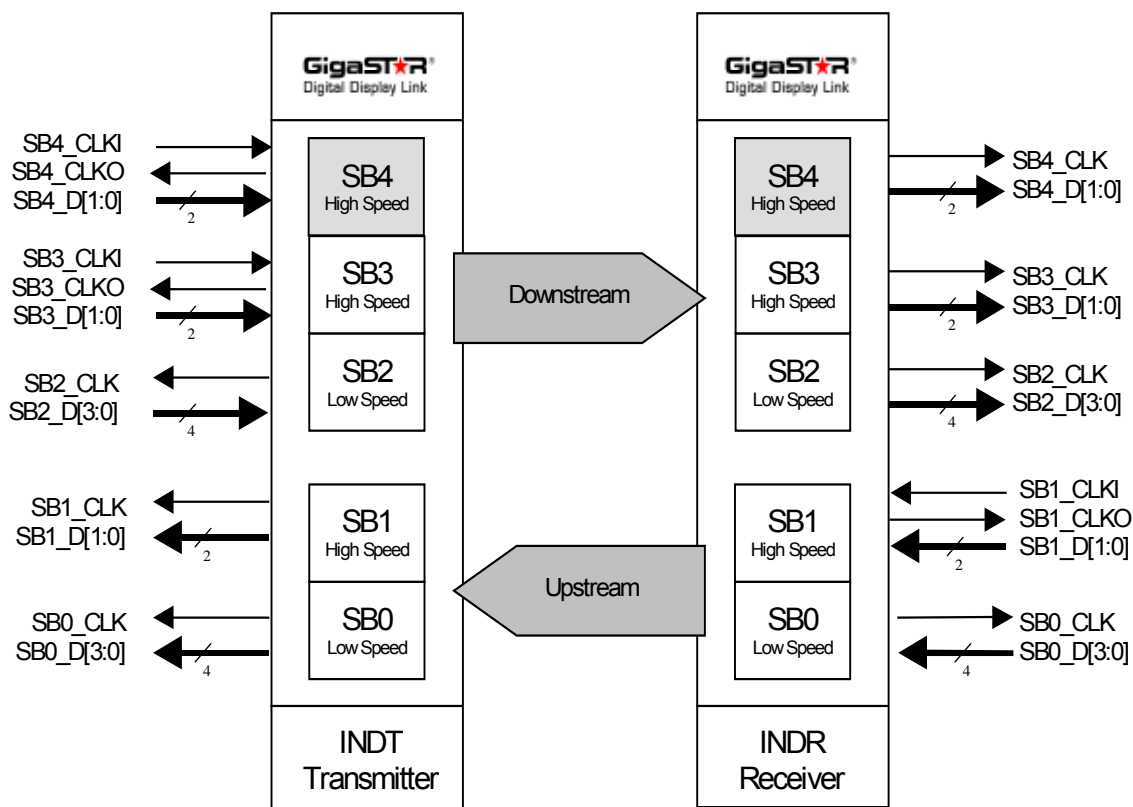 GigaST★R®
Digital Display Link
GigaST★R®
Digital Display Link
SB4_CLKI
SB4_CLKO
SB4_D[1:0]
2
SB3_CLKI
SB3_CLKO
SB3_D[1:0]
2
SB2_CLK
SB2_D[3:0]
4
SB1_CLK
SB1_D[1:0]
2
SB0_CLK
SB0_D[3:0]
4
SB4
High Speed
SB3
High Speed
SB2
Low Speed
SB1
High Speed
SB0
Low Speed
Downstream
Upstream
SB4
High Speed
SB3
High Speed
SB2
Low Speed
SB1
High Speed
SB0
Low Speed
SB4_CLK
SB4_D[1:0]
2
SB3_CLK
SB3_D[1:0]
2
SB2_CLK
SB2_D[3:0]
4
SB1_CLKI
SB1_CLKO
SB1_D[1:0]
2
SB0_CLK
SB0_D[3:0]
4
INDT
Transmitter
INDR
Receiver